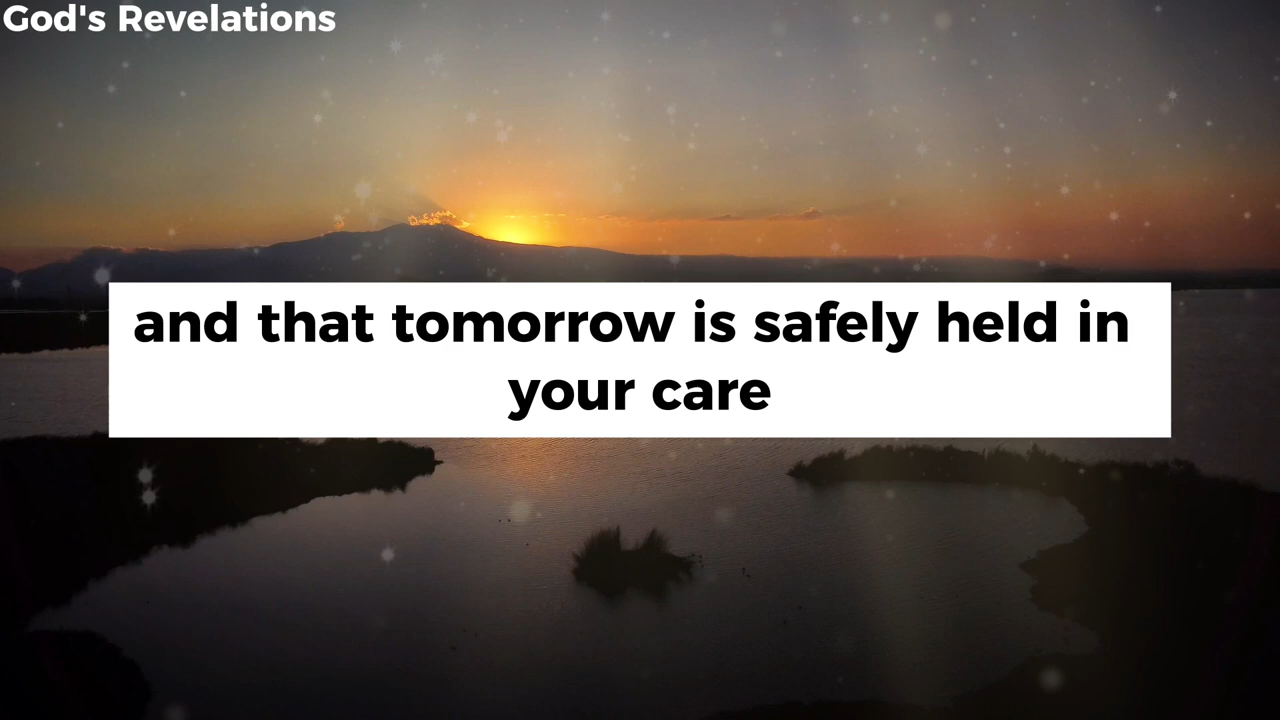 God's Revelations
and that tomorrow is safely held in
your care